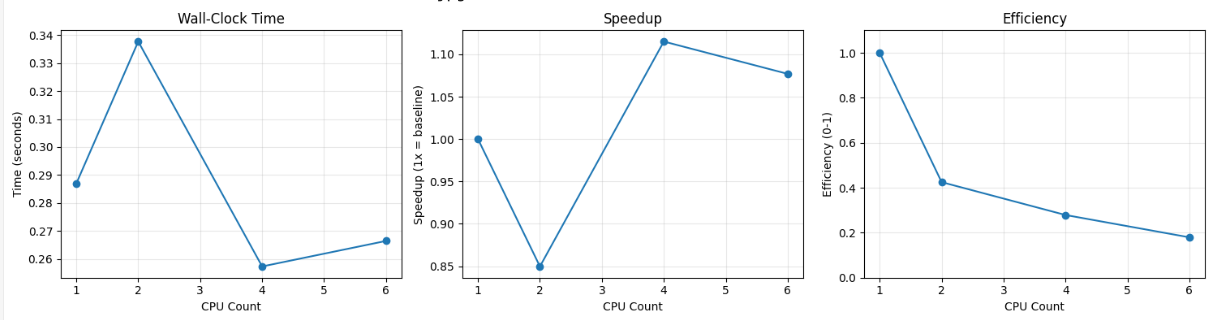 Wall-Clock Time
Time (seconds)
0.34
0.33
0.32
0.31
0.30
0.29
0.28
0.27
0.26
1 2 3 4 5 6
CPU Count
Speedup
Speedup (1x = baseline)
1.10
1.05
1.00
0.95
0.90
0.85
1 2 3 4 5 6
CPU Count
Efficiency
Efficiency (0-1)
1.0
0.8
0.6
0.4
0.2
0.0
1 2 3 4 5 6
CPU Count